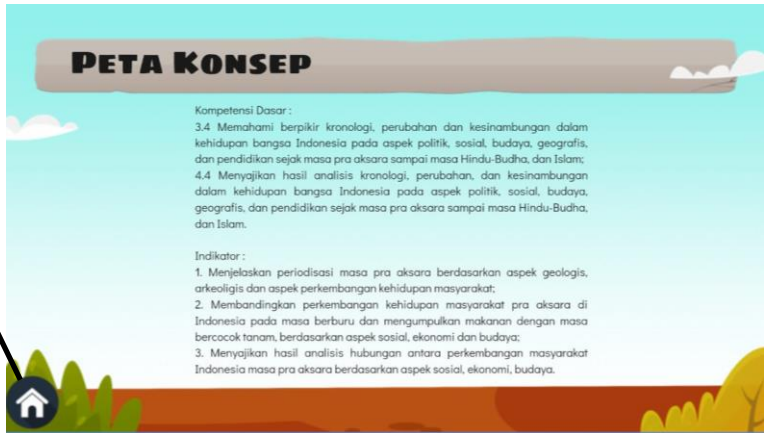 PETA KONSEP
Kompetensi Dasar :
3.4 Memahami berpikir kronologi, perubahan dan kesinambungan dalam
kehidupan bangsa Indonesia pada aspek politik, sosial, budaya, geografis,
dan pendidikan sejak masa pra aksara sampai masa Hindu-Budha, dan Islam;
4.4 Menyajikan hasil analisis kronologi, perubahan, dan kesinambungan
dalam kehidupan bangsa Indonesia pada aspek politik, sosial, budaya,
geografis, dan pendidikan sejak masa pra aksara sampai masa Hindu-Budha,
dan Islam.
Indikator :
1. Menjelaskan periodisasi masa pra aksara berdasarkan aspek geologis,
arkeoligis dan aspek perkembangan kehidupan masyarakat;
2. Membandingkan perkembangan kehidupan masyarakat pra aksara di
Indonesia pada masa berburu dan mengumpulkan makanan dengan masa
bercocok tanam, berdasarkan aspek sosial, ekonomi dan budaya;
3. Menyajikan hasil analisis hubungan antara perkembangan masyarakat
Indonesia masa pra aksara berdasarkan aspek sosial, ekonomi, budaya.